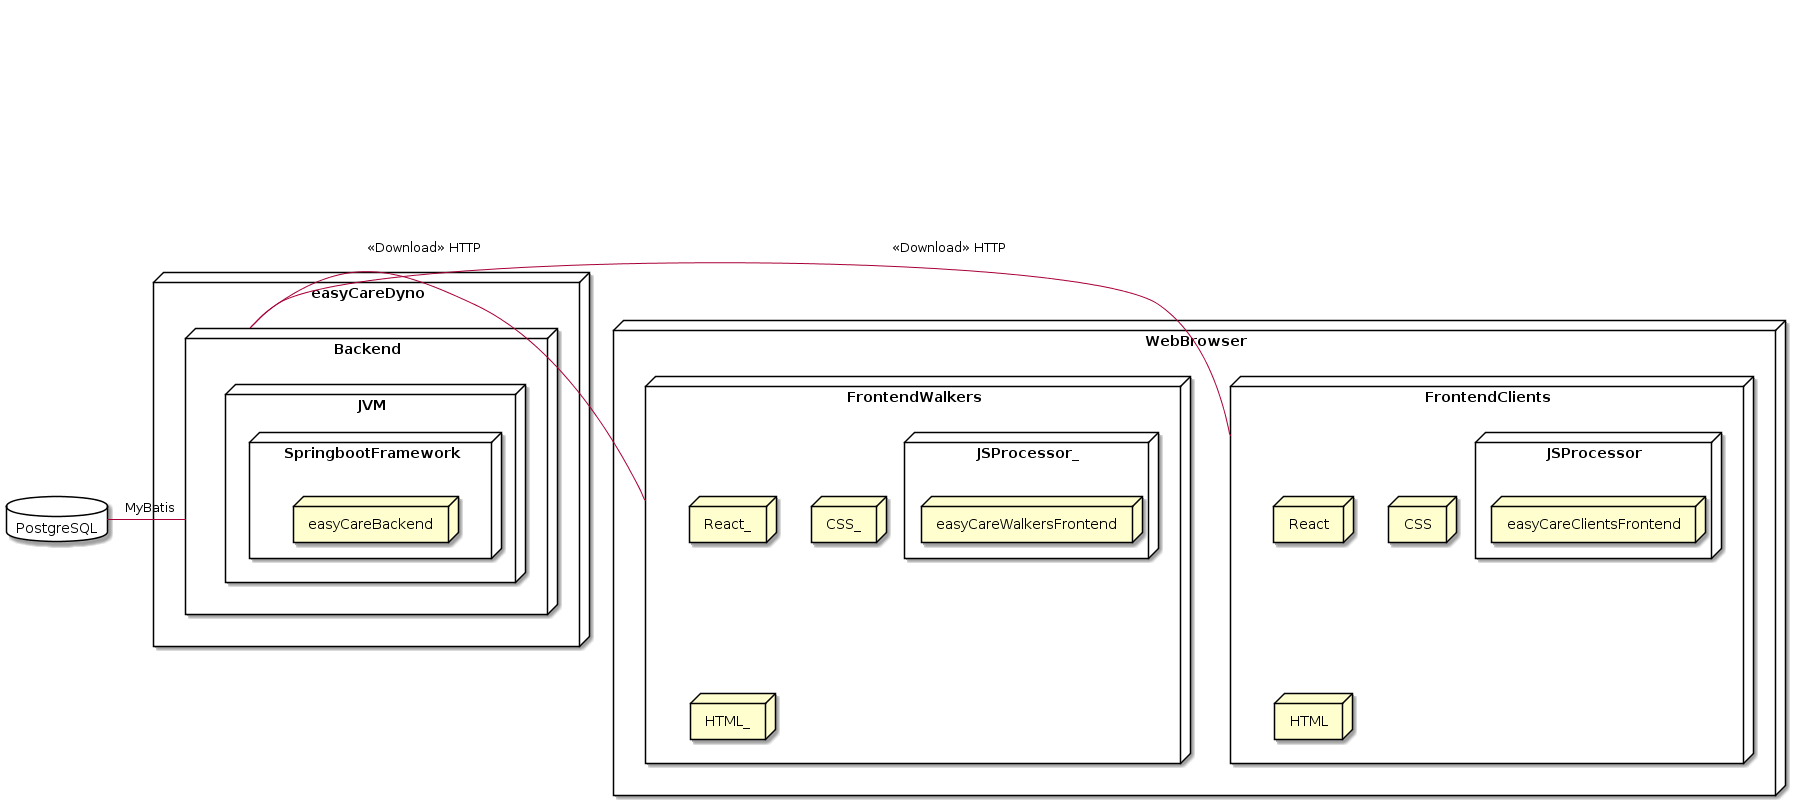 «Download» HTTP
«Download» HTTP
easyCareDyno
WebBrowser
Backend
FrontendWalkers
FrontendClients
JVM
SpringbootFramework
JSProcessor_
JSProcessor
MyBatis
PostgreSQL
easyCareBackend
React_
CSS_
easyCareWalkersFrontend
React
CSS
easyCareClientsFrontend
HTML_
HTML